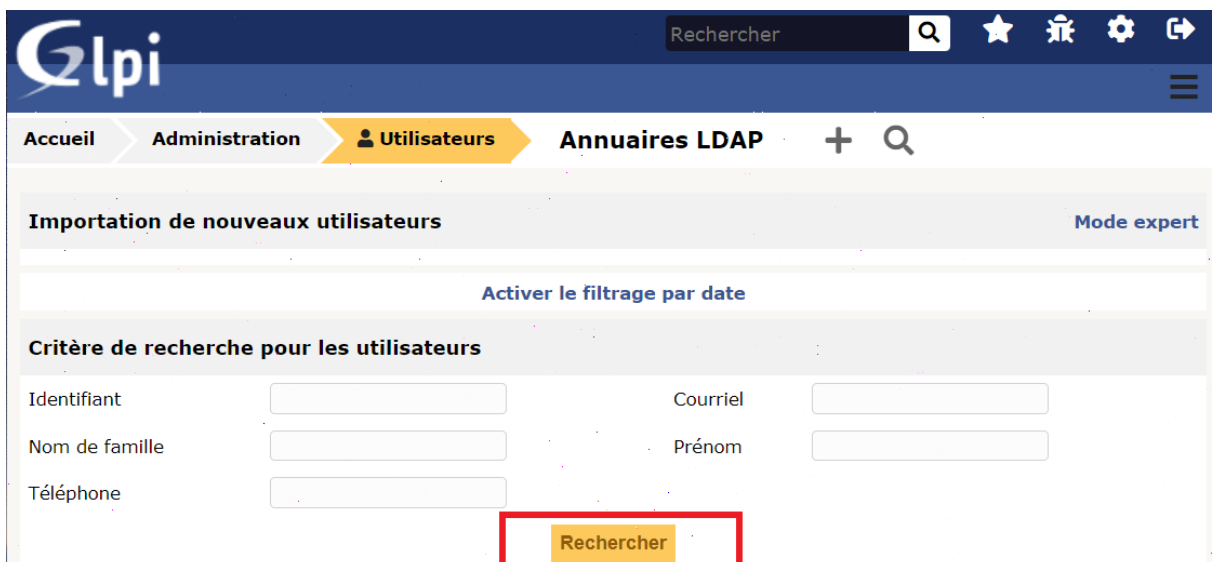 Glpi
Rechercher
Accueil Administration Utilisateurs Annuaires LDAP
Importation de nouveaux utilisateurs Mode expert
Activer le filtrage par date
Critère de recherche pour les utilisateurs
Identifiant Courriel
Nom de famille Prénom
Téléphone
Rechercher